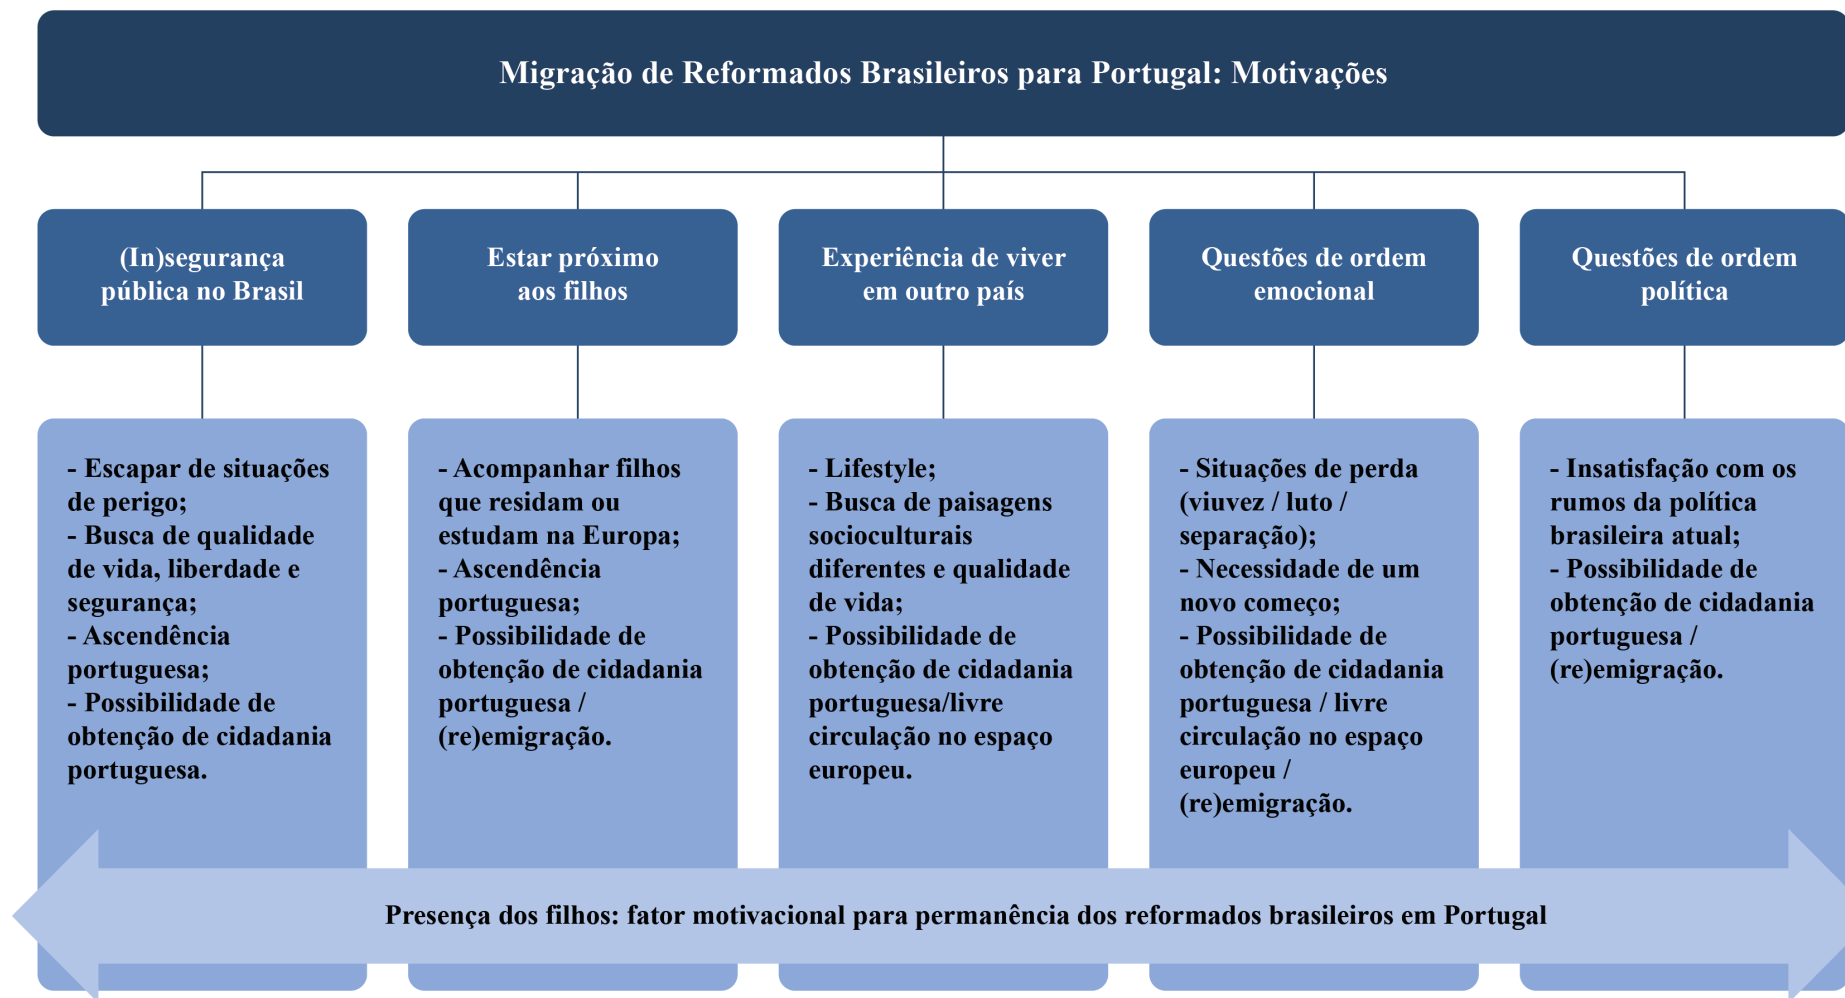 Migração de Reformados Brasileiros para Portugal: Motivações
(In)segurança
pública no Brasil
Estar próximo
aos filhos
Experiência de viver
em outro país
Questões de ordem
emocional
Questões de ordem
política
- Escapar de situações
de perigo;
- Busca de qualidade
de vida, liberdade e
segurança;
- Ascendência
portuguesa;
- Possibilidade de
obtenção de cidadania
portuguesa.
- Acompanhar filhos
que residam ou
estudam na Europa;
- Ascendência
portuguesa;
- Possibilidade de
obtenção de cidadania
portuguesa /
(re)emigração.
- Lifestyle;
- Busca de paisagens
socioculturais
diferentes e qualidade
de vida;
- Possibilidade de
obtenção de cidadania
portuguesa/livre
circulação no espaço
europeu.
- Situações de perda
(viuvez / luto /
separação);
- Necessidade de um
novo começo;
- Possibilidade de
obtenção de cidadania
portuguesa / livre
circulação no espaço
europeu /
(re)emigração.
- Insatisfação com os
rumos da política
brasileira atual;
- Possibilidade de
obtenção de cidadania
portuguesa /
(re)emigração.
Presença dos filhos: fator motivacional para permanência dos reformados brasileiros em Portugal